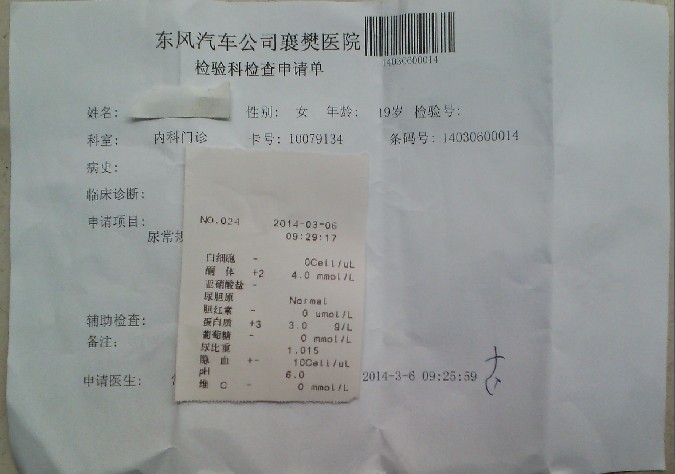 东风汽车公司襄樊医院
14030600014
检验科检查申请单
姓名: 性别: 女 年龄: 19岁 检验号:
科室: 内科门诊 卡号: 10079134 条码号: 14030600014
病史:
临床诊断:
申请项目:
尿常规
NO.024 2014-03-06
09:29:17
白细胞 - 0Cell/uL
酮体 +2 4.0 mmol/L
亚硝酸盐 -
尿胆原 Normal
胆红素 - 0 umol/L
蛋白质 +3 3.0 g/L
葡萄糖 - 0 mmol/L
尿比重 1.015
隐血 +- 10Cell/uL
pH 6.0
维 C - 0 mmol/L
辅助检查:
备注:
申请医生: 2014-3-6 09:25:59